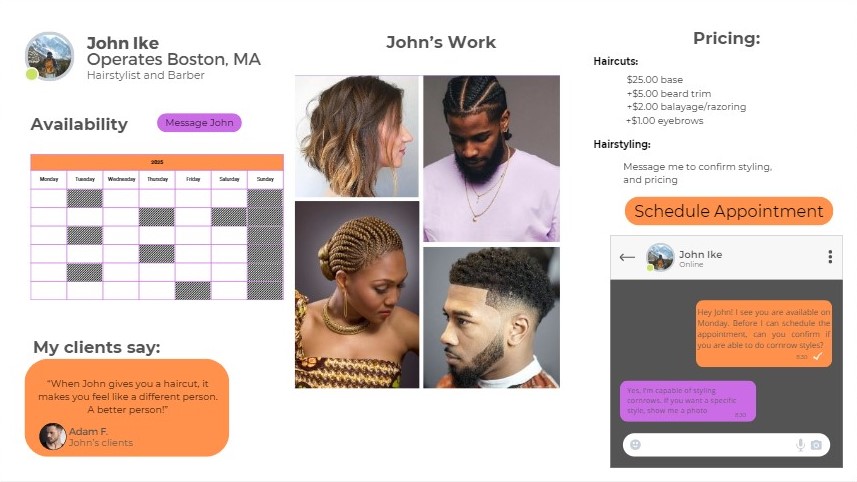 John Ike
Operates Boston, MA
Hairstylist and Barber
Availability
Message John
2025
Monday Tuesday Wednesday Thursday Friday Saturday Sunday
My clients say:
"When John gives you a haircut, it
makes you feel like a different person.
A better person!"
Adam F.
John's clients
John's Work
Pricing:
Haircuts:
$25.00 base
+$5.00 beard trim
+$2.00 balayage/razoring
+$1.00 eyebrows
Hairstyling:
Message me to confirm styling,
and pricing
Schedule Appointment
John Ike
Online
Hey John! I see you are available on
Monday. Before I can schedule the
appointment, can you confirm if
you are able to do cornrow styles?
Yes, I'm capable of styling
cornrows. If you want a specific
style, show me a photo